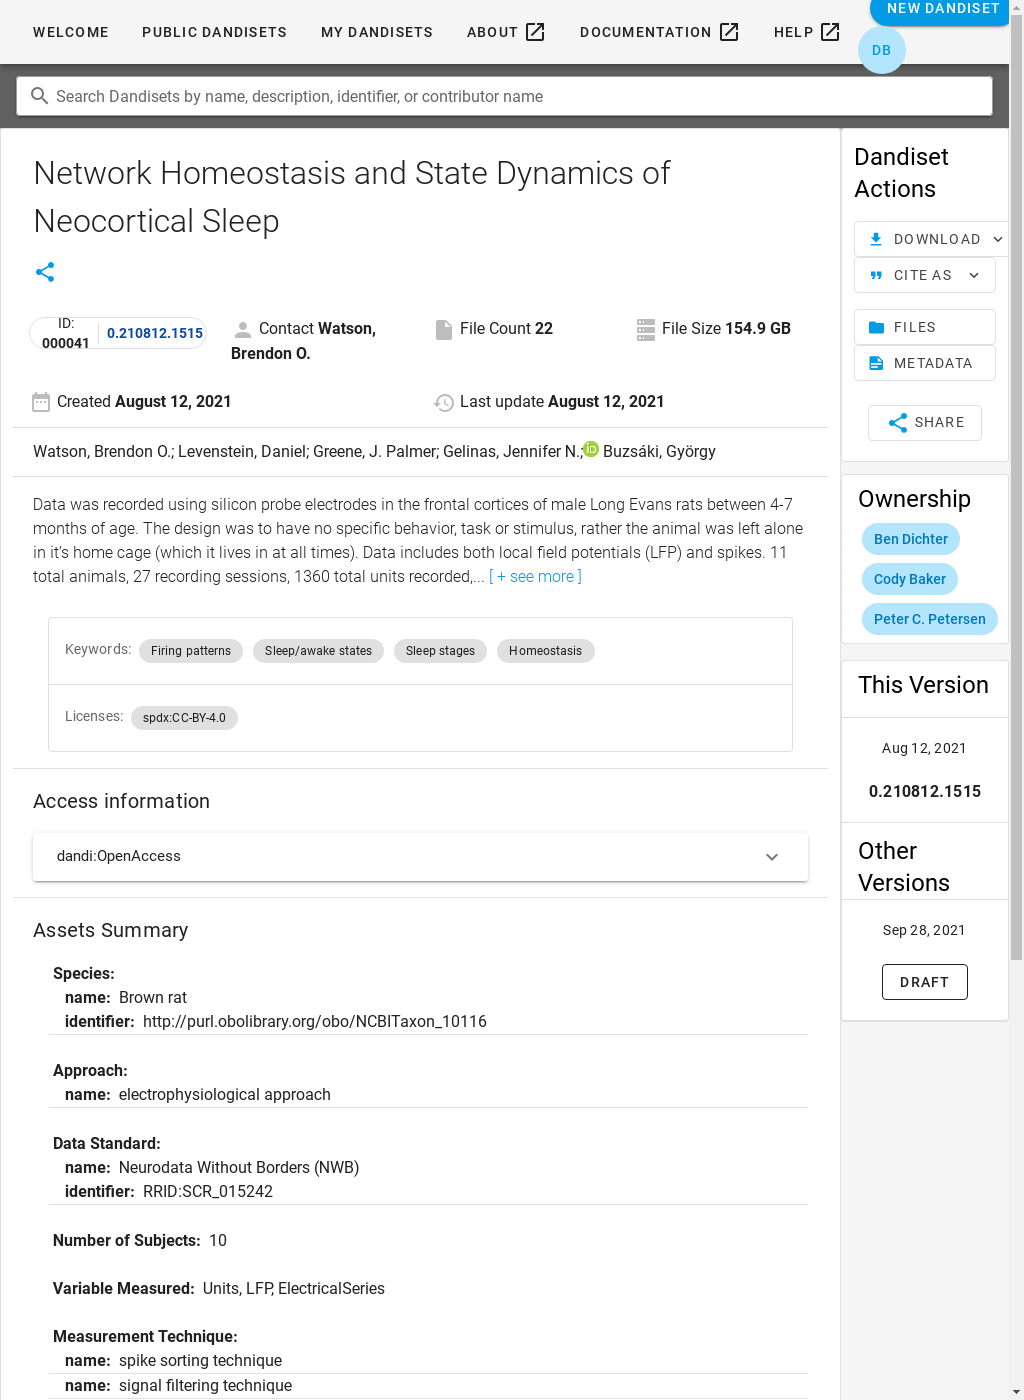 WELCOME PUBLIC DANDISETS MY DANDISETS ABOUT DOCUMENTATION HELP NEW DANDISET
DB
Search Dandisets by name, description, identifier, or contributor name
Network Homeostasis and State Dynamics of
Neocortical Sleep
ID:
000041
0.210812.1515
Contact Watson,
Brendon O.
File Count 22
File Size 154.9 GB
Created August 12, 2021
Last update August 12, 2021
Watson, Brendon O.; Levenstein, Daniel; Greene, J. Palmer; Gelinas, Jennifer N.; iD Buzsáki, György
Data was recorded using silicon probe electrodes in the frontal cortices of male Long Evans rats between 4-7
months of age. The design was to have no specific behavior, task or stimulus, rather the animal was left alone
in it’s home cage (which it lives in at all times). Data includes both local field potentials (LFP) and spikes. 11
total animals, 27 recording sessions, 1360 total units recorded,... [ + see more ]
Keywords: Firing patterns Sleep/awake states Sleep stages Homeostasis
Licenses: spdx:CC-BY-4.0
Access information
dandi:OpenAccess
Assets Summary
Species:
name: Brown rat
identifier: http://purl.obolibrary.org/obo/NCBITaxon_10116
Approach:
name: electrophysiological approach
Data Standard:
name: Neurodata Without Borders (NWB)
identifier: RRID:SCR_015242
Number of Subjects: 10
Variable Measured: Units, LFP, ElectricalSeries
Measurement Technique:
name: spike sorting technique
name: signal filtering technique
Dandiset
Actions
DOWNLOAD
CITE AS
FILES
METADATA
SHARE
Ownership
Ben Dichter
Cody Baker
Peter C. Petersen
This Version
Aug 12, 2021
0.210812.1515
Other
Versions
Sep 28, 2021
DRAFT